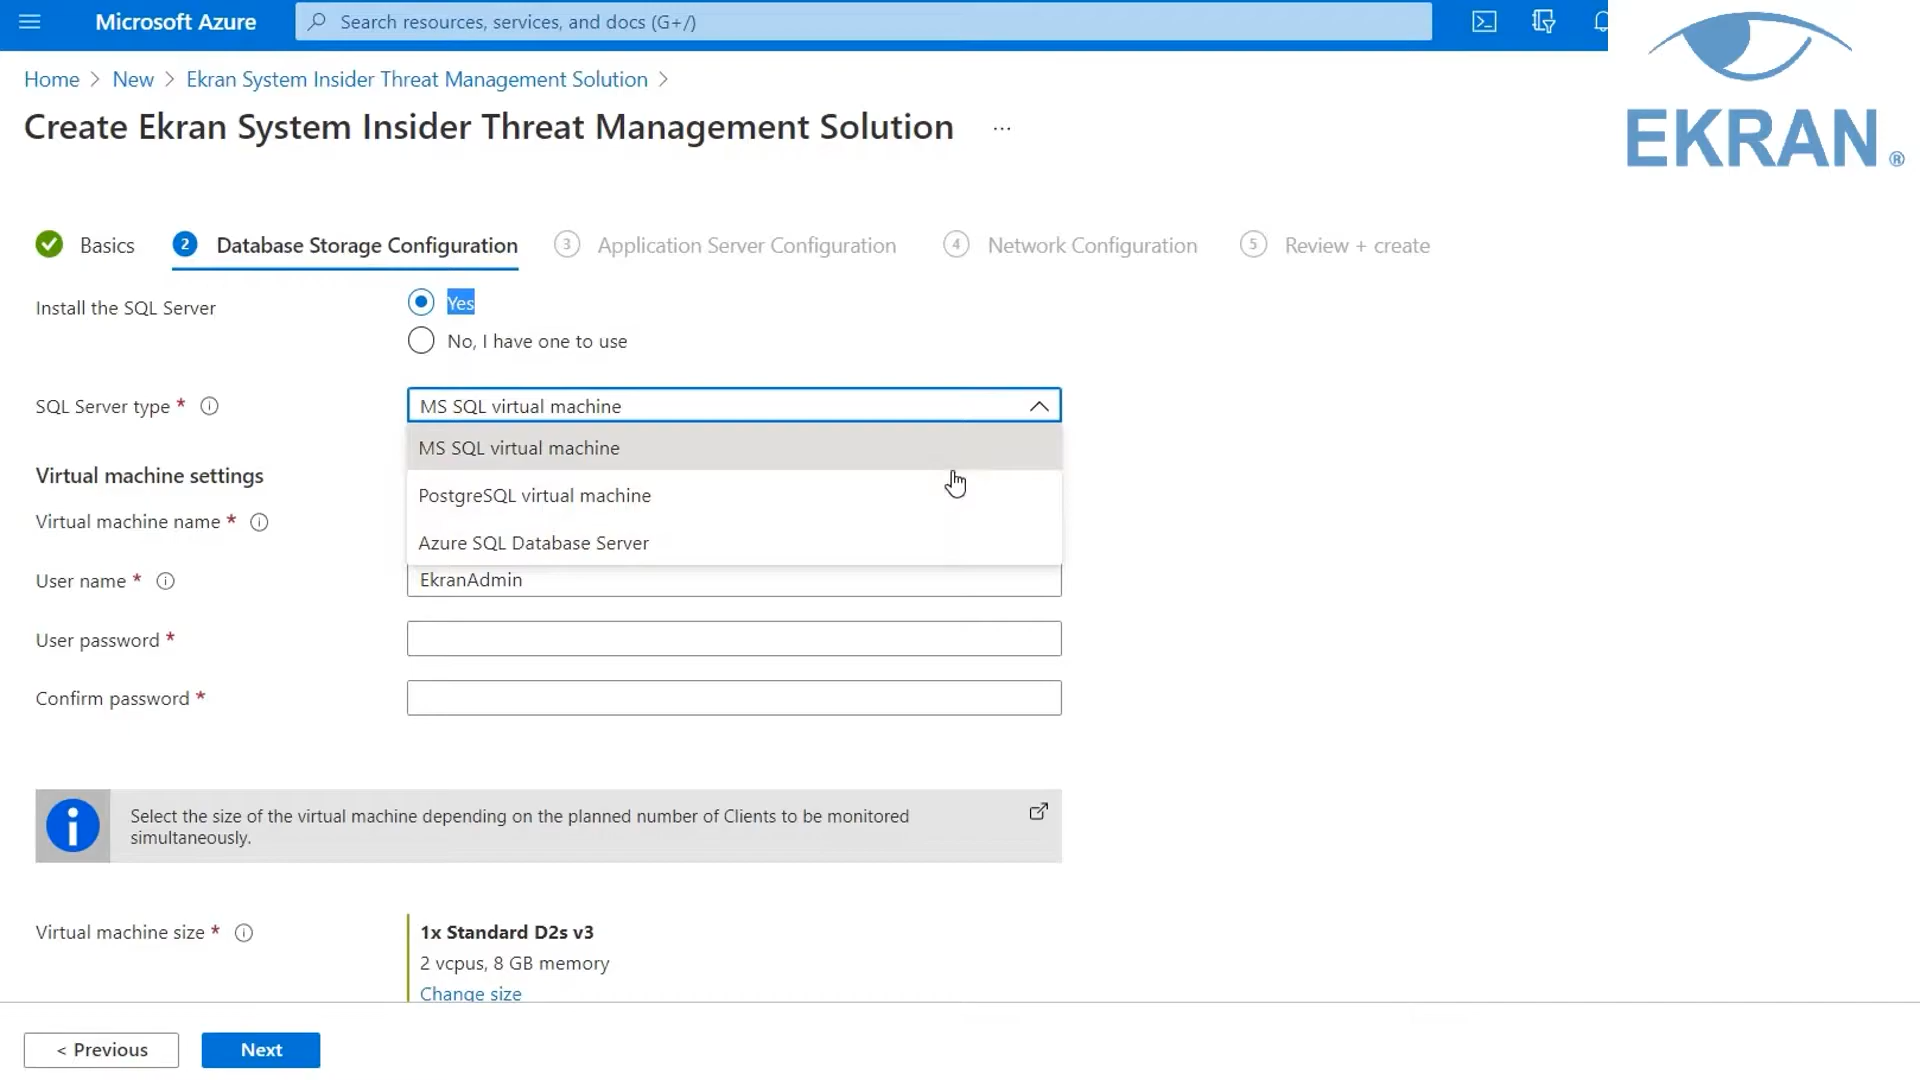 Microsoft Azure
Search resources, services, and docs (G+/)
EKRAN ®
Home > New > Ekran System Insider Threat Management Solution >
Create Ekran System Insider Threat Management Solution ...
Basics
2 Database Storage Configuration
3 Application Server Configuration
4 Network Configuration
5 Review + create
Install the SQL Server
Yes
No, I have one to use
SQL Server type *
MS SQL virtual machine
MS SQL virtual machine
PostgreSQL virtual machine
Azure SQL Database Server
Virtual machine settings
Virtual machine name *
User name *
EkranAdmin
User password *
Confirm password *
Select the size of the virtual machine depending on the planned number of Clients to be monitored
simultaneously.
Virtual machine size *
1x Standard D2s v3
2 vcpus, 8 GB memory
Change size
< Previous
Next